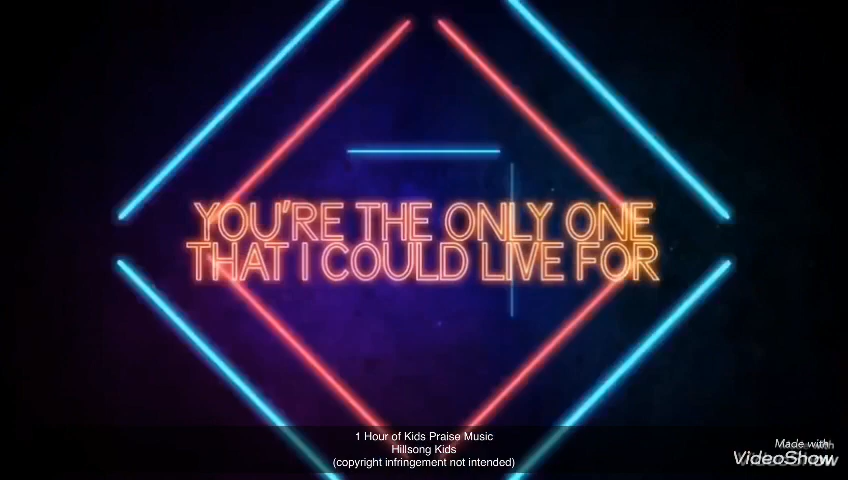 YOU'RE THE ONLY ONE
THAT I COULD LIVE FOR
1 Hour of Kids Praise Music
Hillsong Kids
(copyright infringement not intended)
Made with
VideoShow